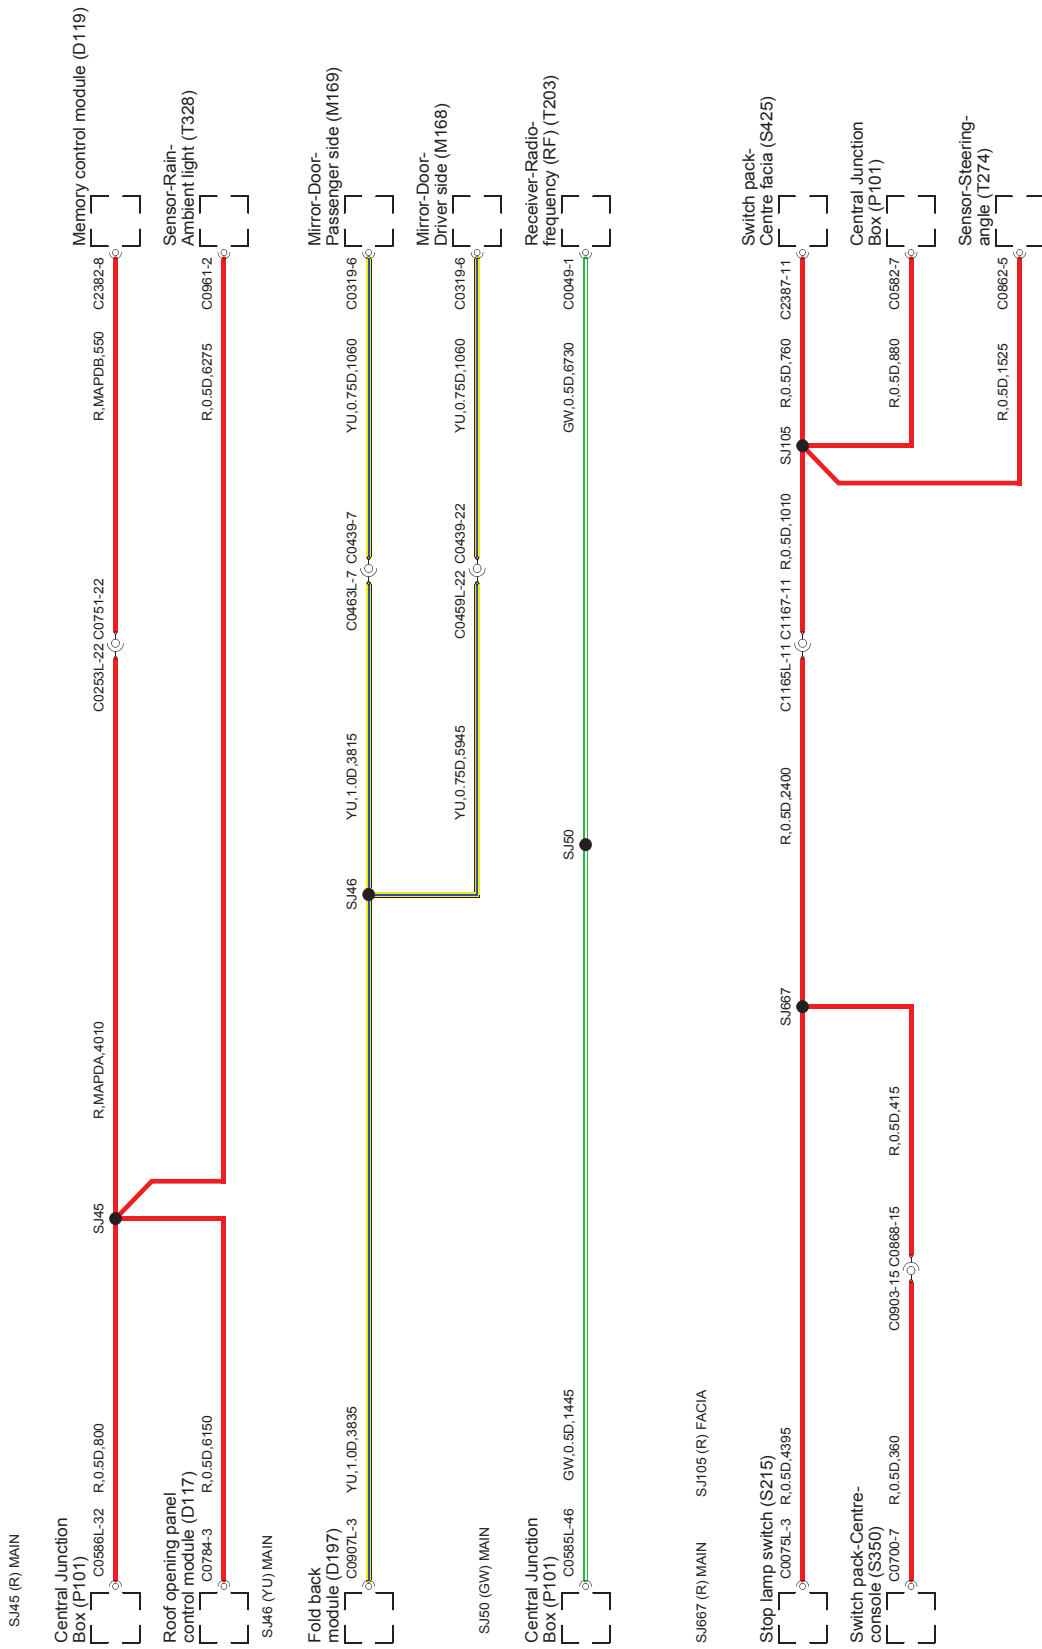 SJ45 (R) MAIN
Central Junction
Box (P101)
C0586L-32
R,0.5D,800
SJ45
R,MAPDA,4010
C0253L-22
C0751-22
R,MAPDB,550
C2382-8
Memory control module (D119)
Roof opening panel
control module (D117)
C0784-3
R,0.5D,6150
R,0.5D,6275
C0961-2
Sensor-Rain-
Ambient light (T328)
SJ46 (YU) MAIN
Fold back
module (D197)
C0907L-3
YU,1.0D,3835
SJ46
YU,1.0D,3815
C0463L-7
C0439-7
YU,0.75D,1060
C0319-6
Mirror-Door-
Passenger side (M169)
YU,0.75D,5945
C0459L-22
C0439-22
YU,0.75D,1060
C0319-6
Mirror-Door-
Driver side (M168)
SJ50 (GW) MAIN
Central Junction
Box (P101)
C0585L-46
GW,0.5D,1445
SJ50
GW,0.5D,6730
C0049-1
Receiver-Radio-
frequency (RF) (T203)
SJ667 (R) MAIN
SJ105 (R) FACIA
Stop lamp switch (S215)
C0075L-3
R,0.5D,4395
SJ667
R,0.5D,2400
C1165L-11
C1167-11
R,0.5D,1010
SJ105
R,0.5D,760
C2387-11
Switch pack-
Centre facia (S425)
Switch pack-Centre-
console (S350)
C0700-7
R,0.5D,360
C0903-15
C0868-15
R,0.5D,415
R,0.5D,880
C0582-7
Central Junction
Box (P101)
R,0.5D,1525
C0862-5
Sensor-Steering-
angle (T274)